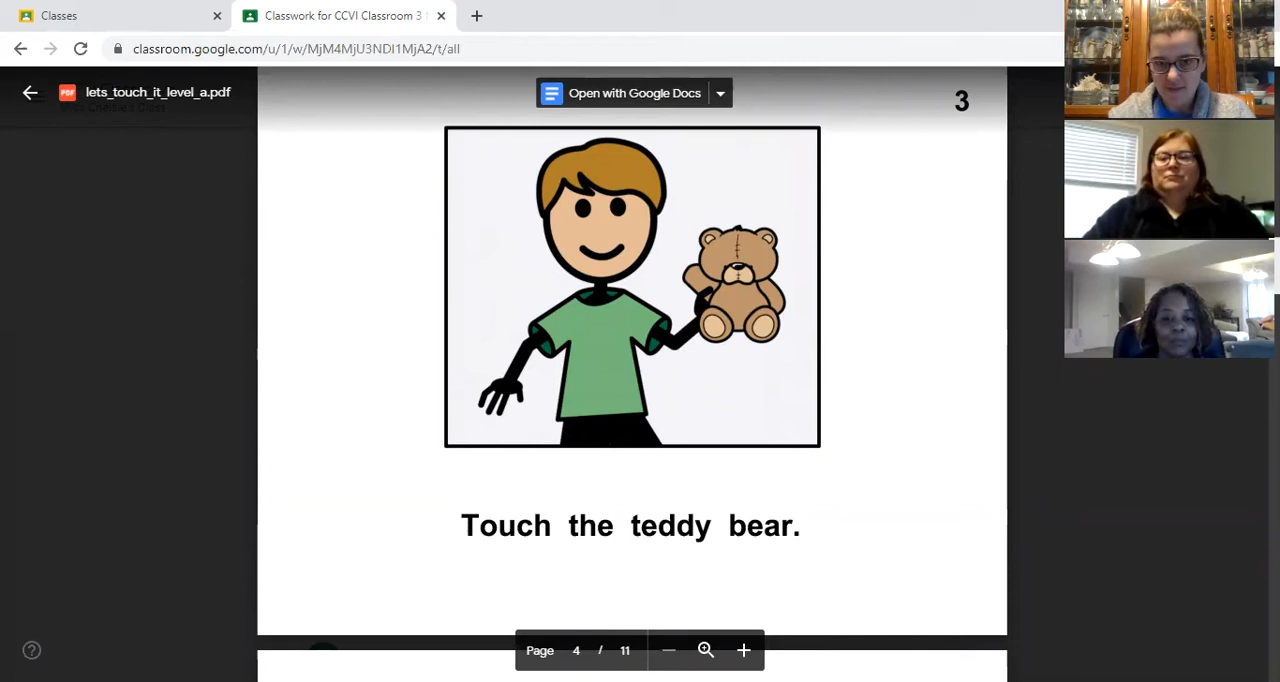 Classes
Classwork for CCVI Classroom 3
classroom.google.com/u/1/w/MjM4MjU3NDI1MjA2/t/all
PDF lets_touch_it_level_a.pdf
Open with Google Docs
3
Touch the teddy bear.
Page 4 / 11